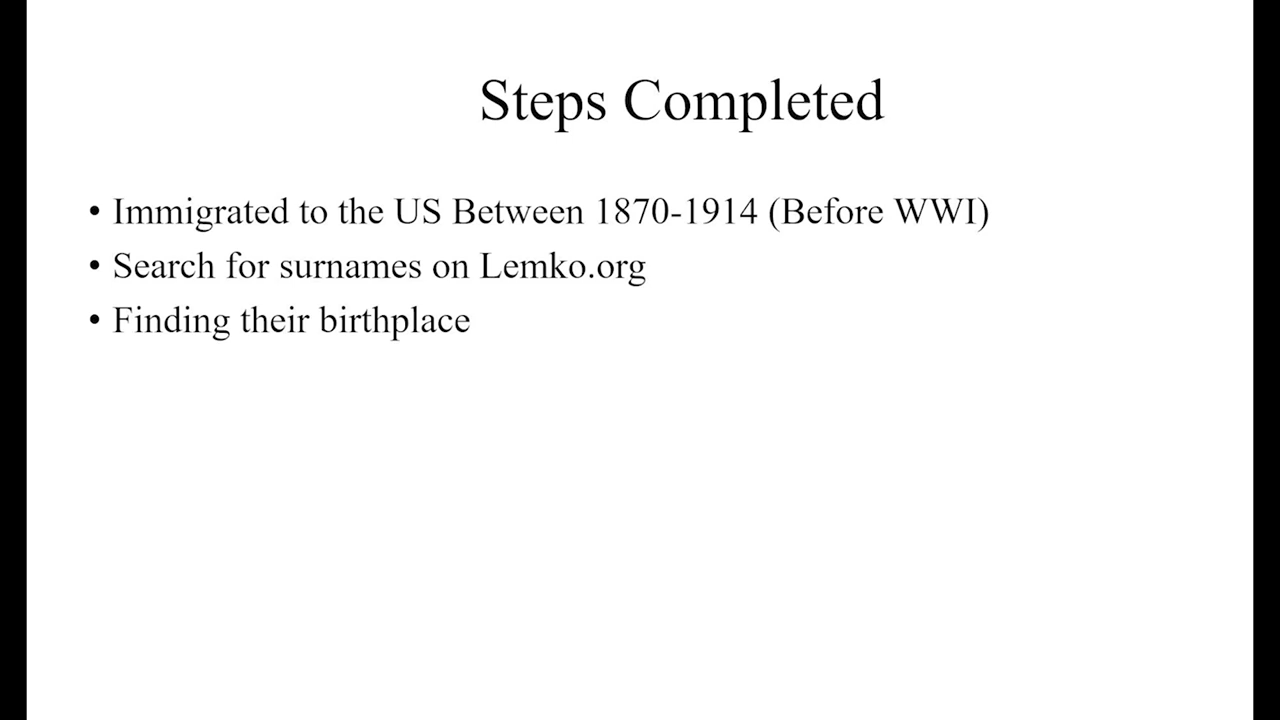 Steps Completed
• Immigrated to the US Between 1870-1914 (Before WWI)
• Search for surnames on Lemko.org
• Finding their birthplace